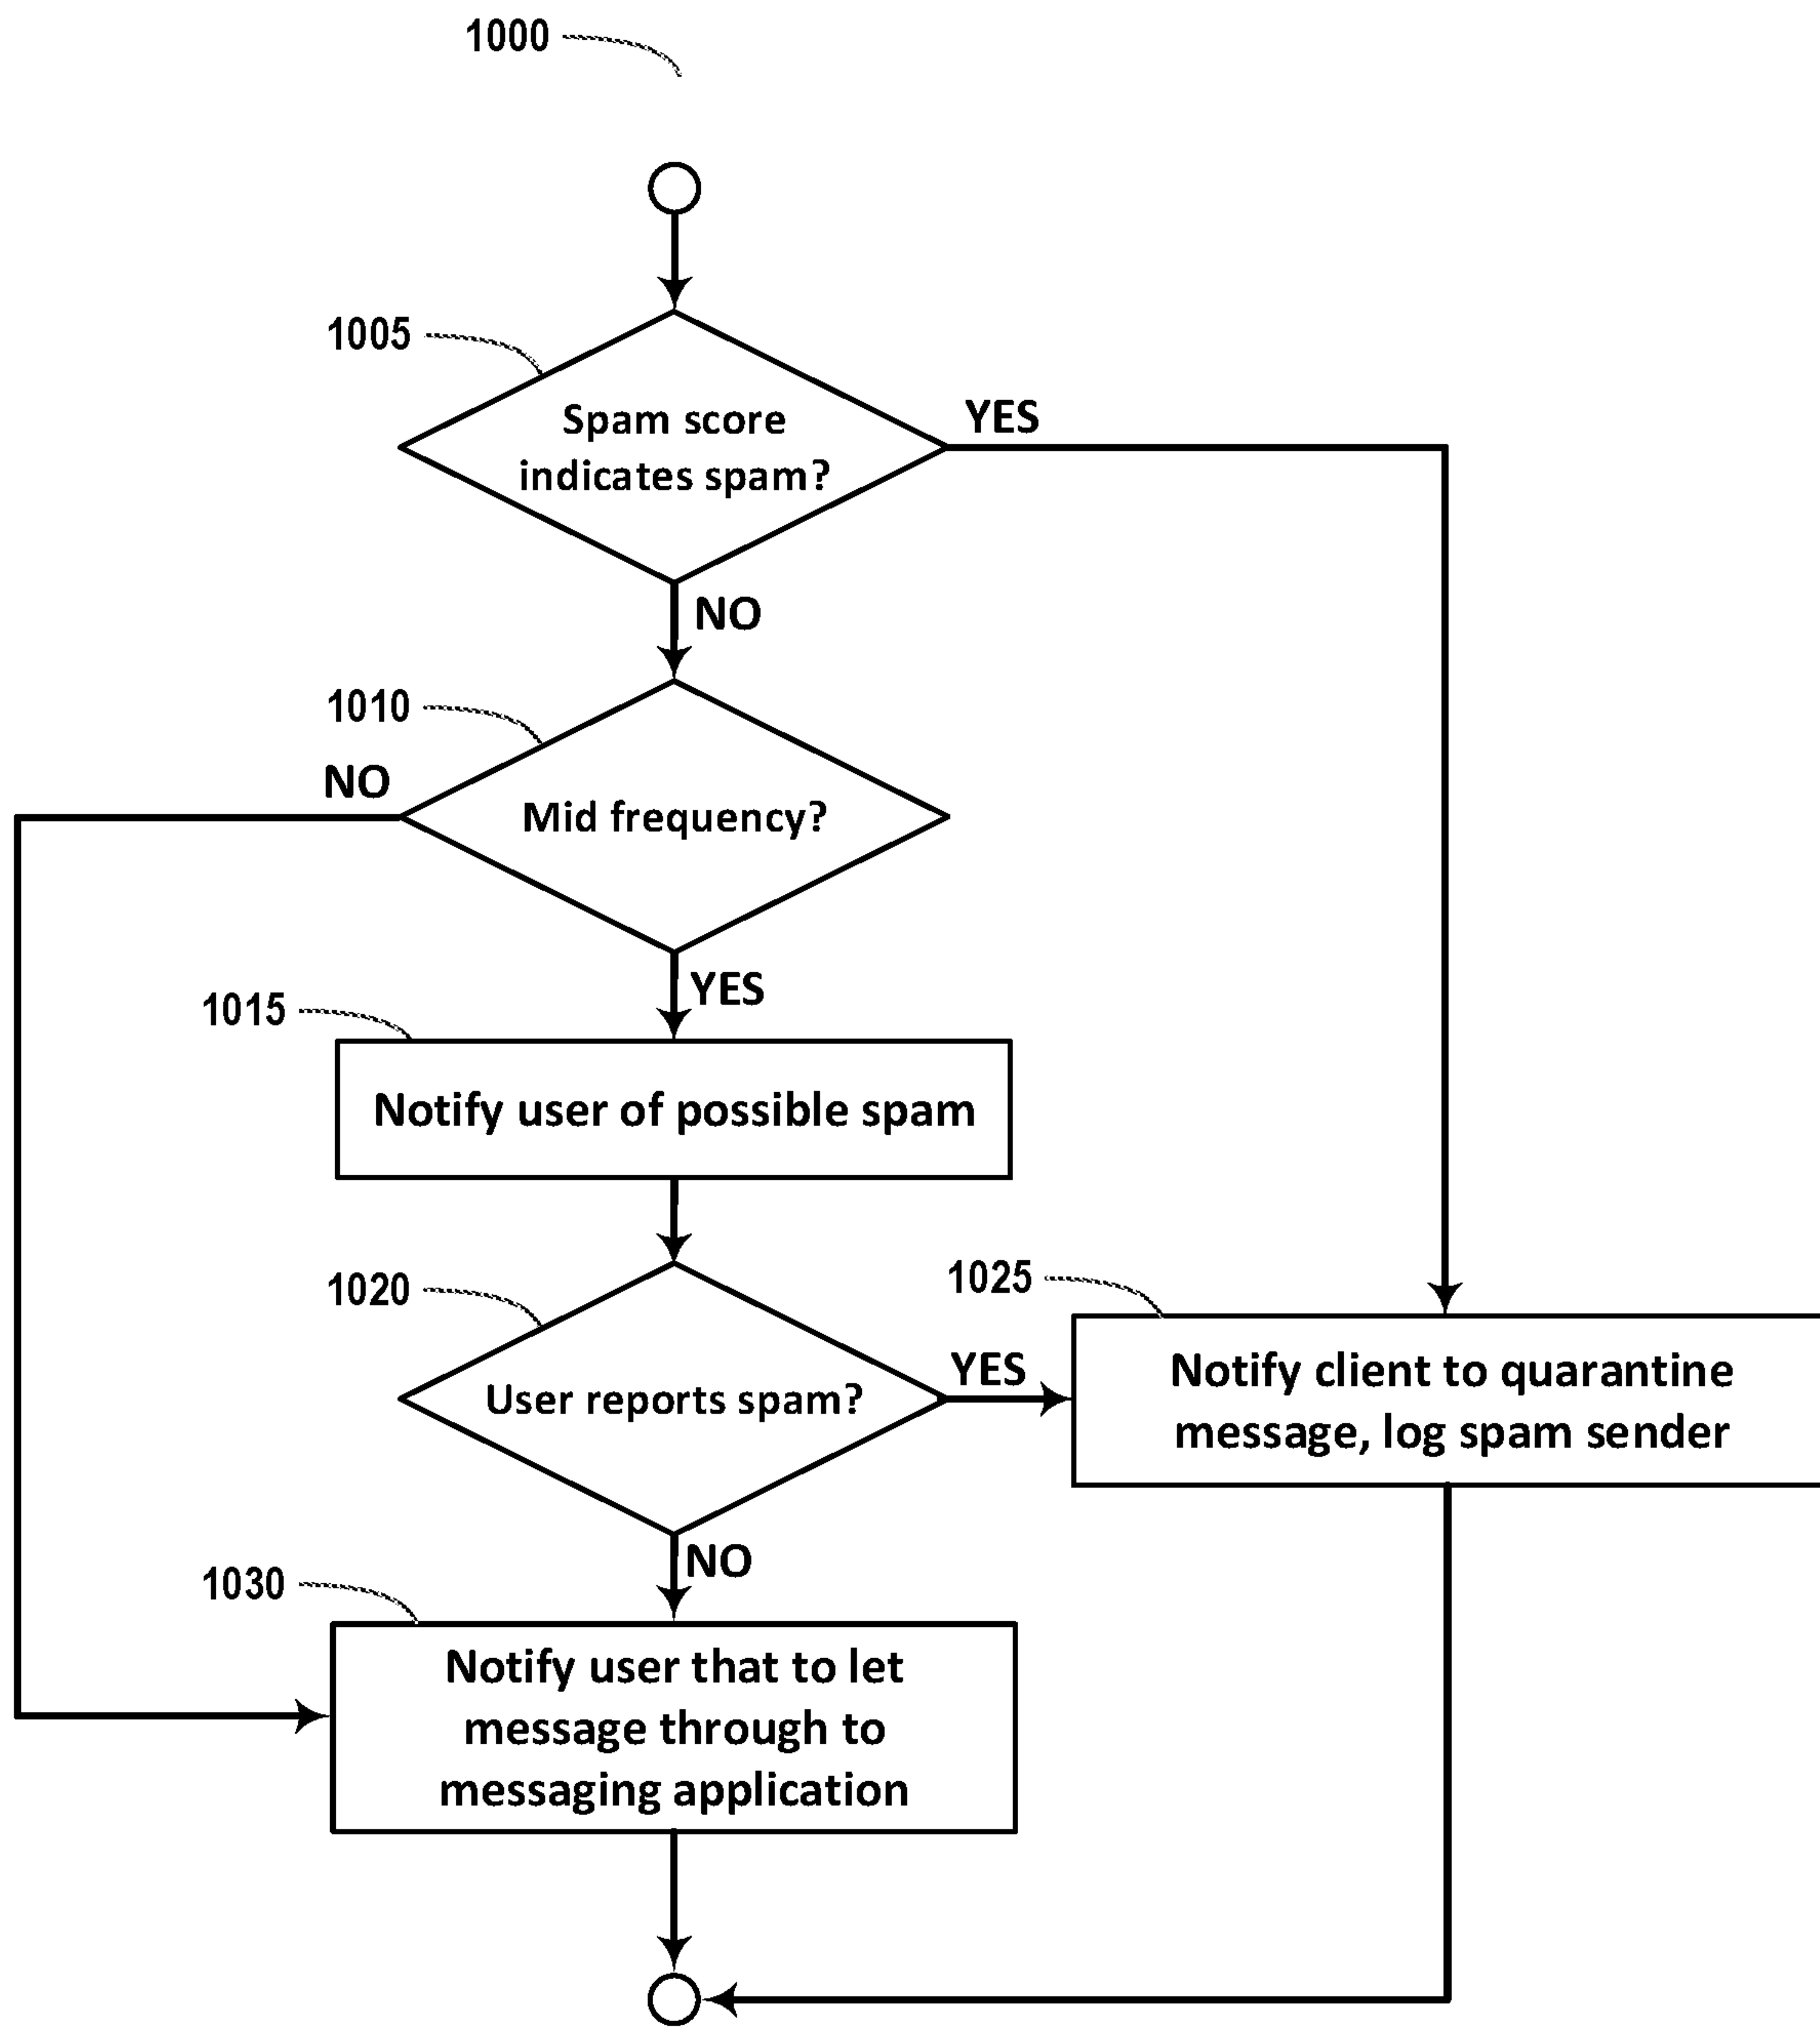 1000
1005
Spam score
indicates spam?
YES
NO
1010
NO
Mid frequency?
YES
1015
Notify user of possible spam
1020
User reports spam?
YES
1025
Notify client to quarantine
message, log spam sender
NO
1030
Notify user that to let
message through to
messaging application